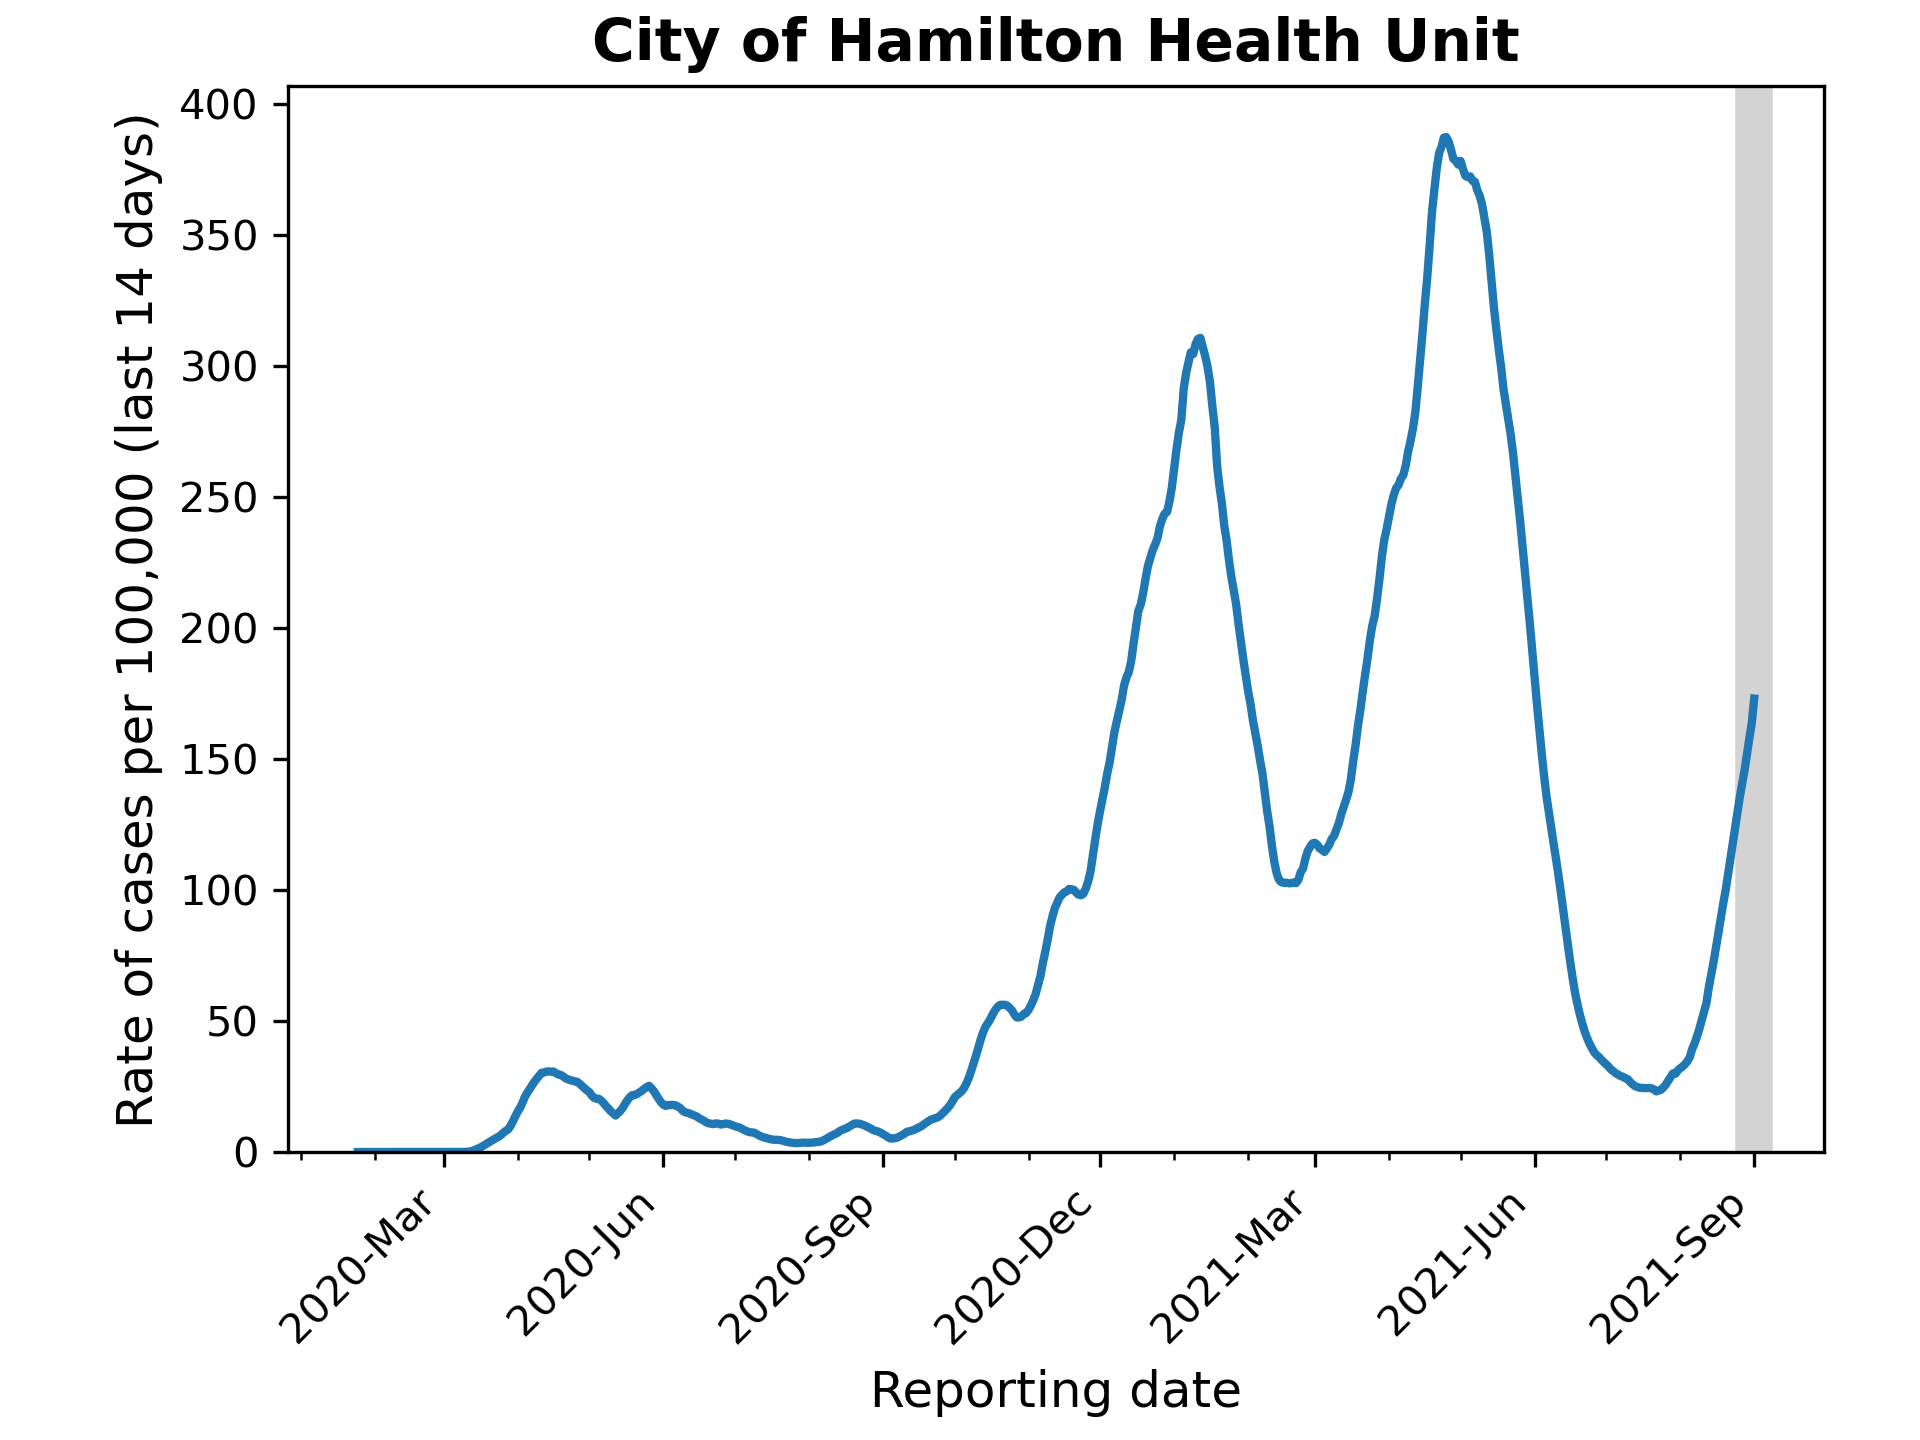 City of Hamilton Health Unit
Rate of cases per 100,000 (last 14 days)
400
350
300
250
200
150
100
50
0
2020-Mar
2020-Jun
2020-Sep
2020-Dec
2021-Mar
2021-Jun
2021-Sep
Reporting date